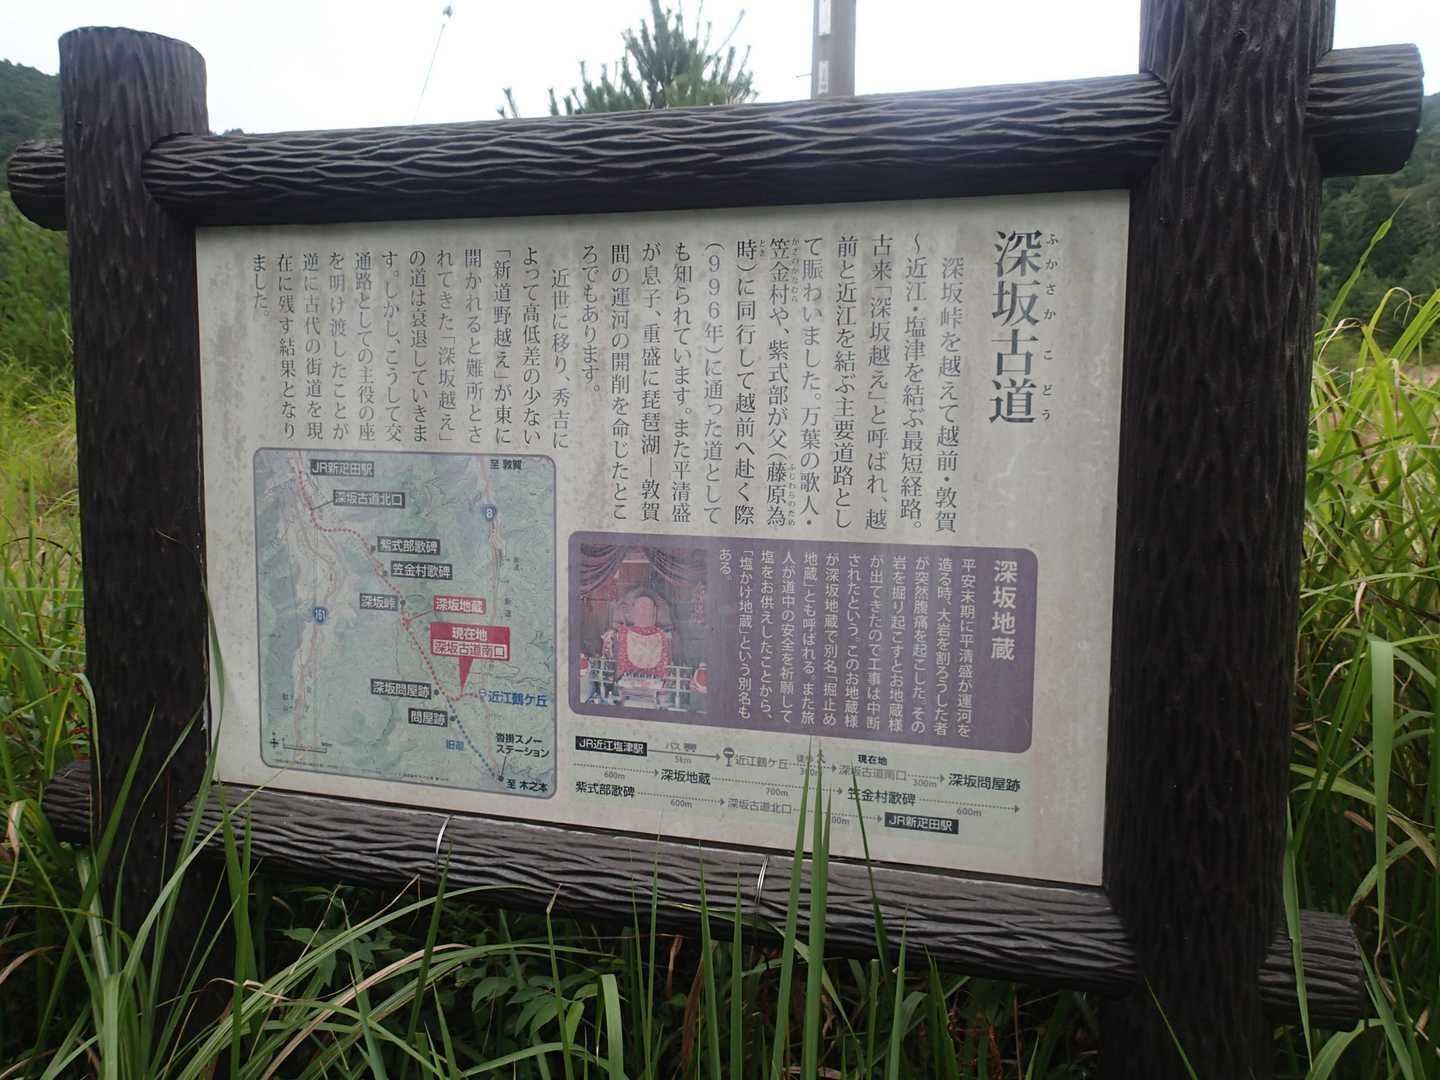 深坂古道
ふかさかこどう
深坂峠を越えて越前・敦賀
〜近江・塩津を結ぶ最短経路。
古来「深坂越え」と呼ばれ、越
前と近江を結ぶ主要道路とし
て賑わいました。万葉の歌人・
笠金村や、紫式部が父(藤原為
時)に同行して越前へ赴く際
(996年)に通った道として
も知られています。また平清盛
が息子、重盛に琵琶湖―敦賀
間の運河の開削を命じたとこ
ろでもあります。
近世に移り、秀吉に
よって高低差の少ない
「新道野越え」が東に
開かれると難所とさ
れてきた「深坂越え」
の道は衰退していきま
す。しかし、こうして交
通路としての主役の座
を明け渡したことが
逆に古代の街道を現
在に残す結果となり
ました。
深坂地蔵
平安末期に平清盛が運河を
造る時、大岩を割ろうした者
が突然腹痛を起こした。その
岩を掘り起こすとお地蔵様
が出てきたので工事は中断
されたという。このお地蔵様
が深坂地蔵で別名「掘止め
地蔵」とも呼ばれる。また旅
人が道中の安全を祈願して
塩をお供えしたことから、
「塩かけ地蔵」という別名も
ある。
至 敦賀
JR新疋田駅
深坂古道北口
8
紫式部歌碑
笠金村歌碑
深坂峠
深坂地蔵
161
現在地
深坂古道南口
深坂問屋跡
近江鶴ケ丘
問屋跡
旧道
沓掛スノー
ステーション
至 木之本
JR近江塩津駅
バス
5km
近江鶴ケ丘
現在地
深坂古道南口
300m
深坂問屋跡
600m
深坂地蔵
700m
笠金村歌碑
600m
紫式部歌碑
600m
深坂古道北口
JR新疋田駅